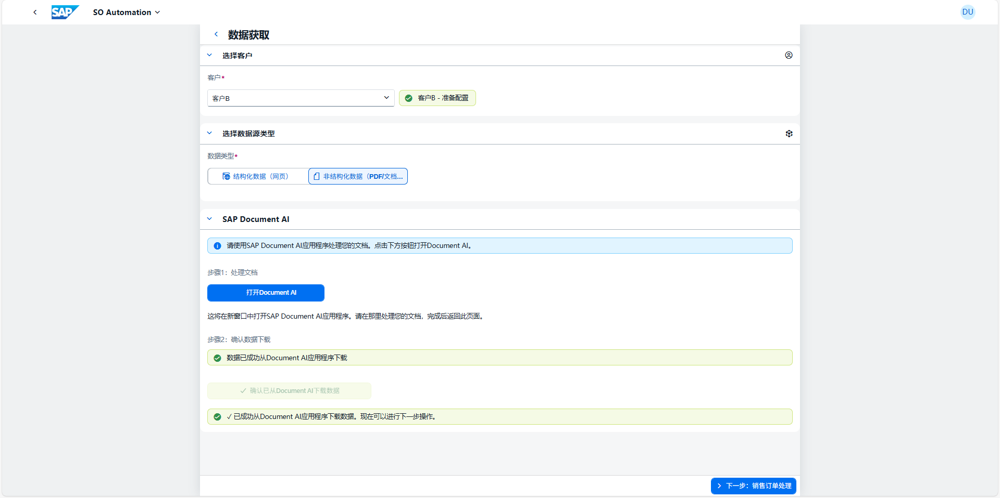 SAP SO Automation DU
数据获取
选择客户
客户*
客户B 客户B - 准备配置
选择数据源类型
数据类型*
结构化数据（网页） 非结构化数据（PDF/文档...
SAP Document AI
请使用SAP Document AI应用程序处理您的文档。点击下方按钮打开Document AI。
步骤1：处理文档
打开Document AI
这将在新窗口中打开SAP Document AI应用程序。请在那里处理您的文档，完成后返回此页面。
步骤2：确认数据下载
数据已成功从Document AI应用程序下载
确认已从Document AI下载数据
✓ 已成功从Document AI应用程序下载数据。现在可以进行下一步操作。
下一步：销售订单处理